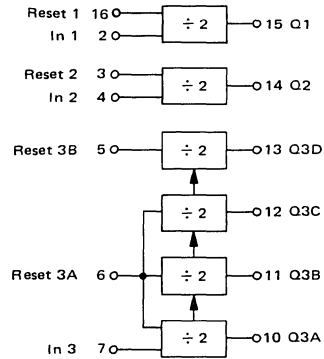 Reset 1 16 ÷ 2 15 Q1
In 1 2
Reset 2 3 ÷ 2 14 Q2
In 2 4
Reset 3B 5 ÷ 2 13 Q3D
÷ 2 12 Q3C
Reset 3A 6 ÷ 2 11 Q3B
÷ 2 10 Q3A
In 3 7